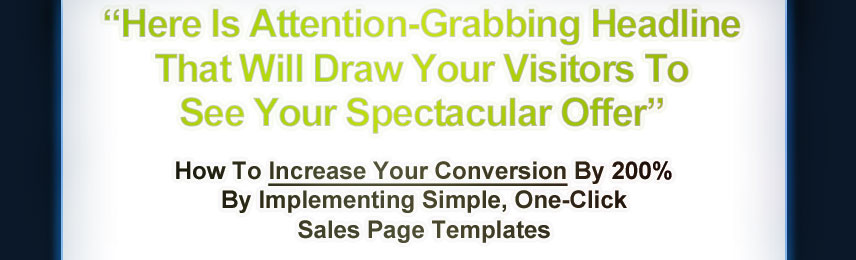 “Here Is Attention-Grabbing Headline
That Will Draw Your Visitors To
See Your Spectacular Offer”
How To Increase Your Conversion By 200%
By Implementing Simple, One-Click
Sales Page Templates